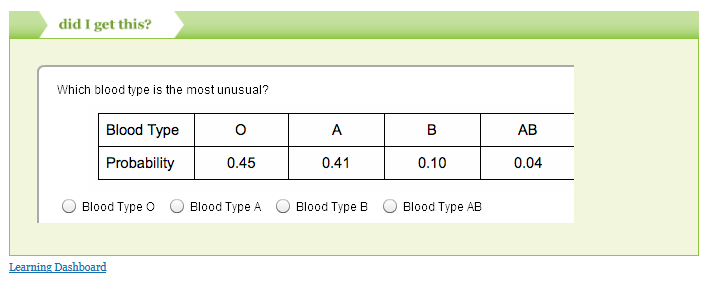 did I get this?
Which blood type is the most unusual?
Blood Type O A B AB
Probability 0.45 0.41 0.10 0.04
Blood Type O Blood Type A Blood Type B Blood Type AB
Learning Dashboard